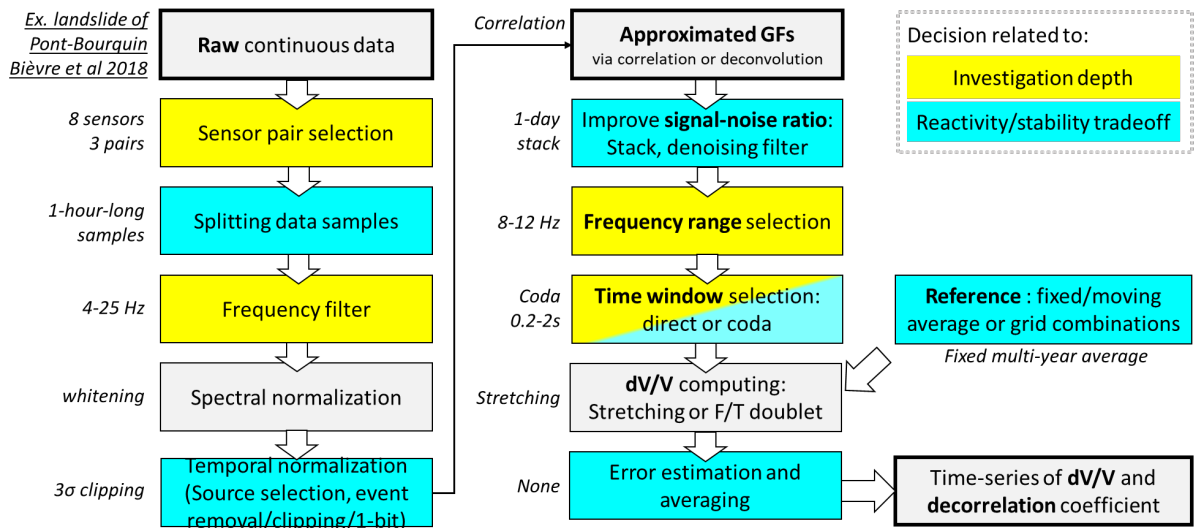 Ex. landslide of
Pont-Bourquin
Bièvre et al 2018
Raw continuous data
8 sensors
3 pairs
Sensor pair selection
1-hour-long
samples
Splitting data samples
4-25 Hz
Frequency filter
whitening
Spectral normalization
3σ clipping
Temporal normalization
(Source selection, event
removal/clipping/1-bit)
Correlation
Approximated GFs
via correlation or deconvolution
1-day
stack
Improve signal-noise ratio:
Stack, denoising filter
8-12 Hz
Frequency range selection
Coda
0.2-2s
Time window selection:
direct or coda
Stretching
dV/V computing:
Stretching or F/T doublet
None
Error estimation and
averaging
Decision related to:
Investigation depth
Reactivity/stability tradeoff
Reference : fixed/moving
average or grid combinations
Fixed multi-year average
Time-series of dV/V and
decorrelation coefficient